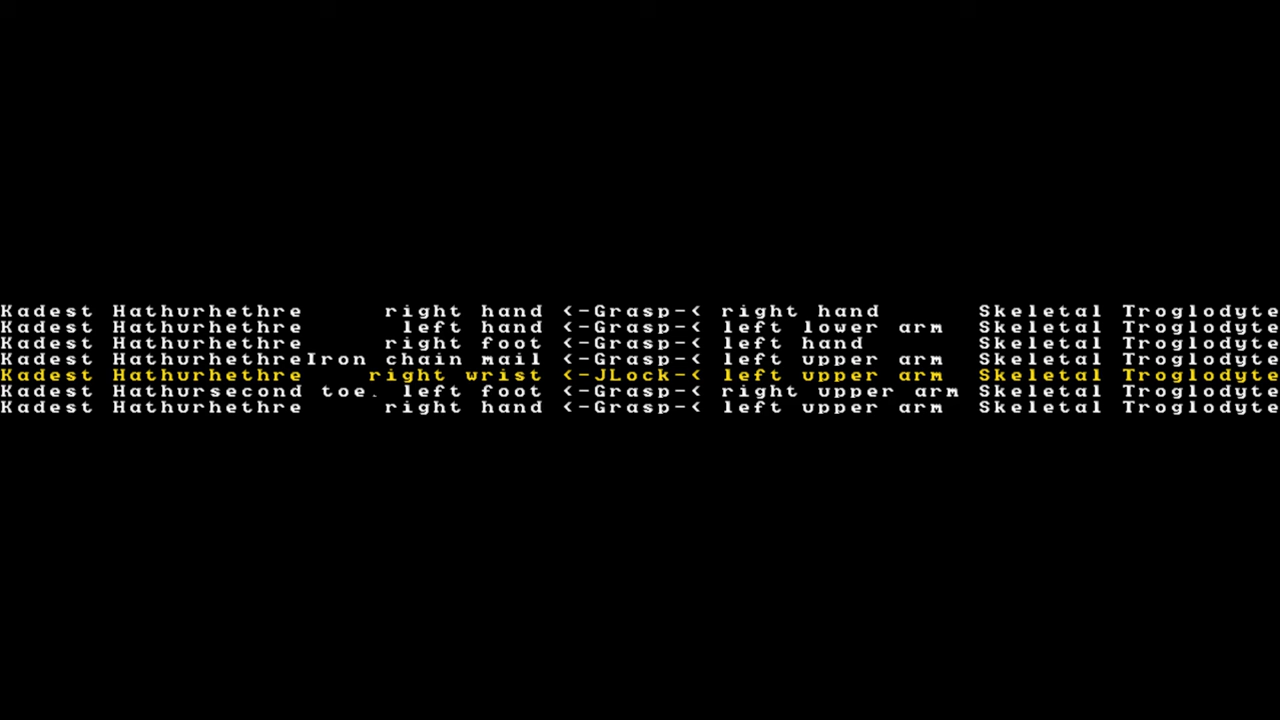 Kadest Hathurhethre right hand <-Grasp-< right hand Skeletal Troglodyte
Kadest Hathurhethre left hand <-Grasp-< left lower arm Skeletal Troglodyte
Kadest Hathurhethre right foot <-Grasp-< left hand Skeletal Troglodyte
Kadest HathurhethreIron chain mail <-Grasp-< left upper arm Skeletal Troglodyte
Kadest Hathurhethre right wrist <-JLock-< left upper arm Skeletal Troglodyte
Kadest Hathursecond toe, left foot <-Grasp-< right upper arm Skeletal Troglodyte
Kadest Hathurhethre right hand <-Grasp-< left upper arm Skeletal Troglodyte